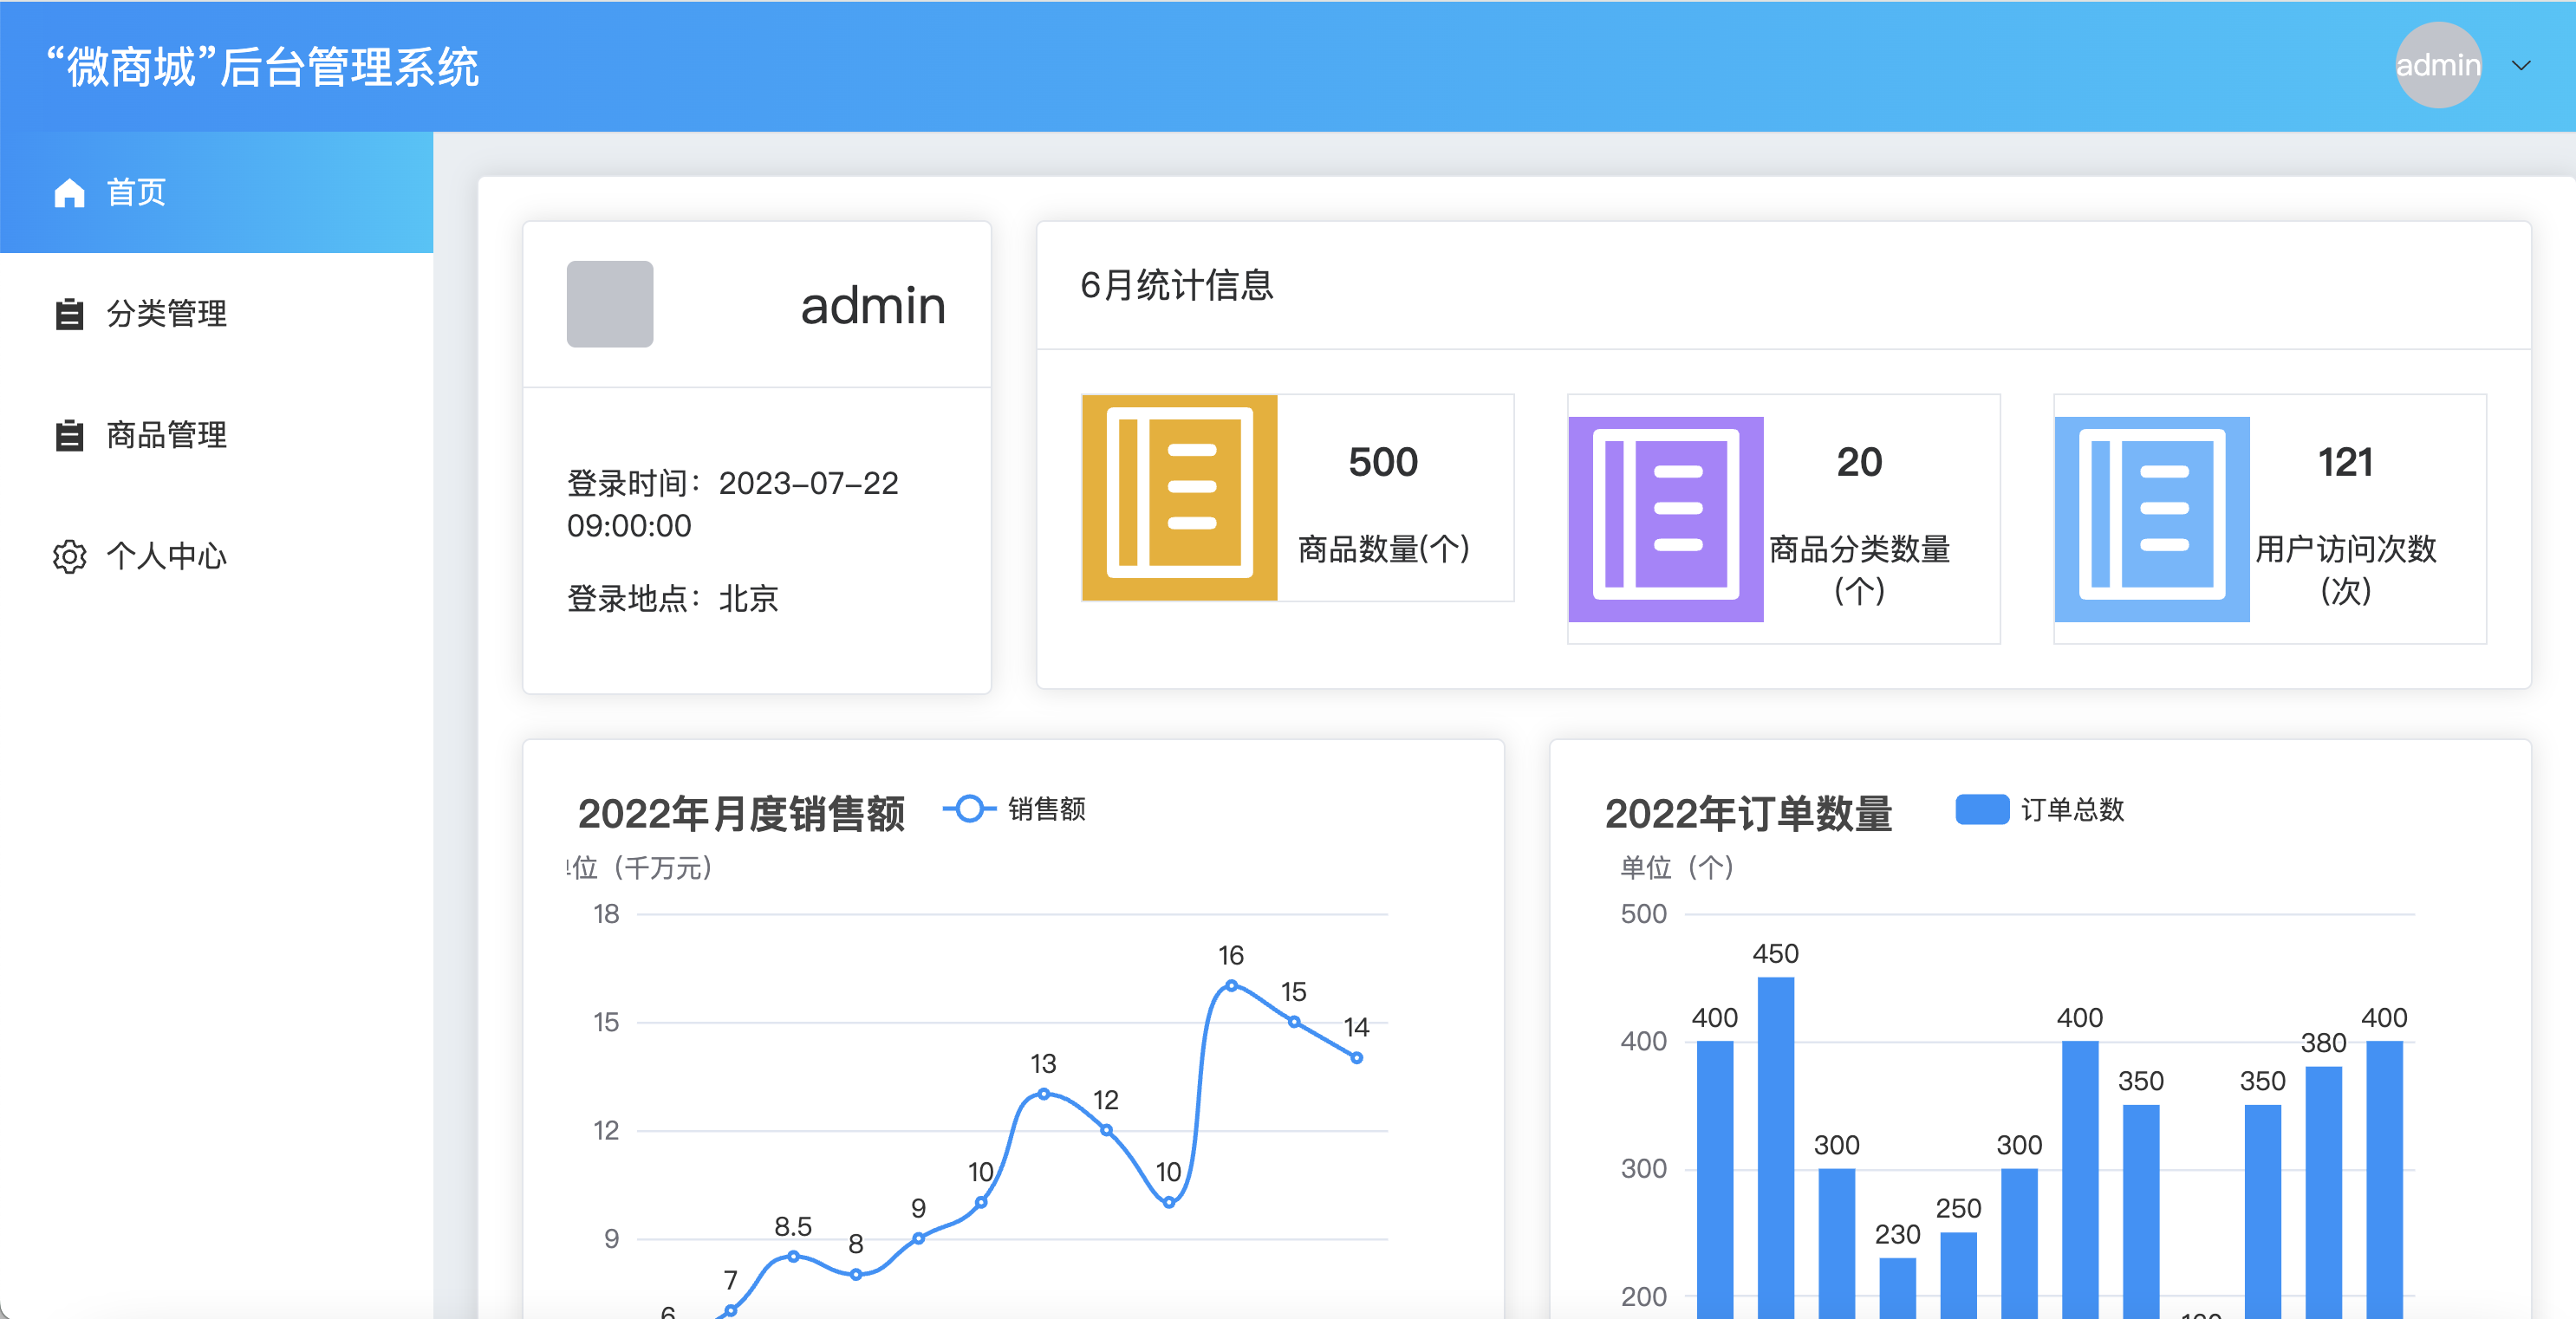 “微商城”后台管理系统
admin
首页
分类管理
商品管理
个人中心
admin
登录时间：2023-07-22
09:00:00
登录地点：北京
6月统计信息
500
商品数量(个)
20
商品分类数量
(个)
121
用户访问次数
(次)
2022年月度销售额
销售额
位（千万元）
18
15
12
9
6
7
8.5
8
9
10
13
12
10
16
15
14
2022年订单数量
订单总数
单位（个）
500
400
300
200
400
450
300
230
250
300
400
350
350
380
400